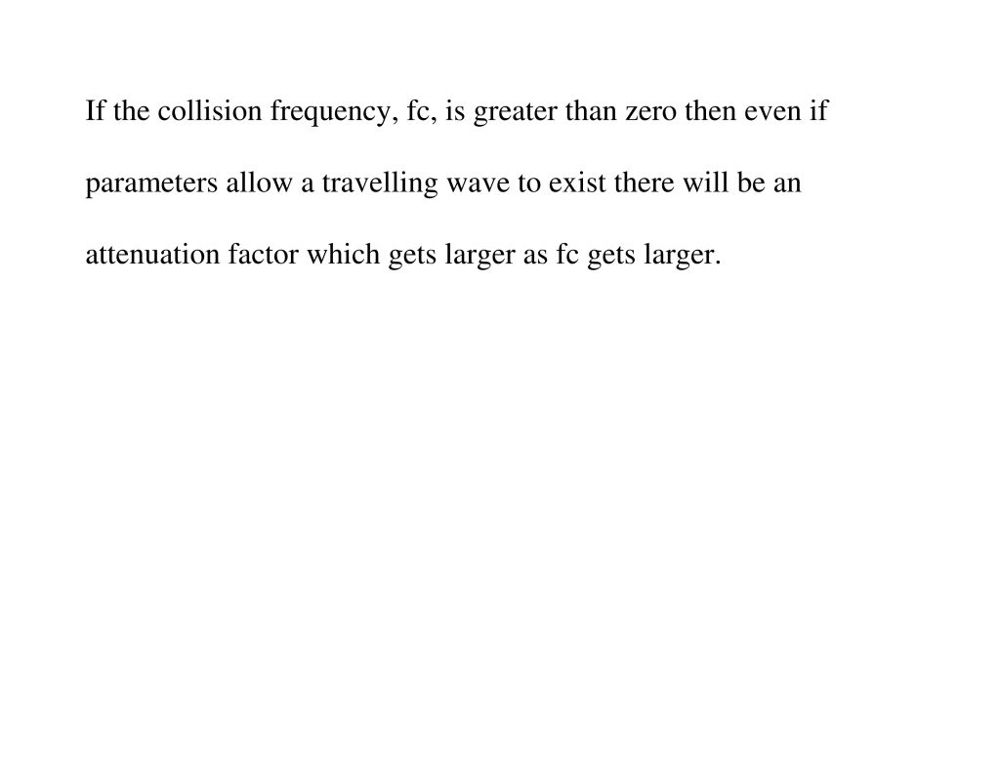 If the collision frequency, fc, is greater than zero then even if
parameters allow a travelling wave to exist there will be an
attenuation factor which gets larger as fc gets larger.